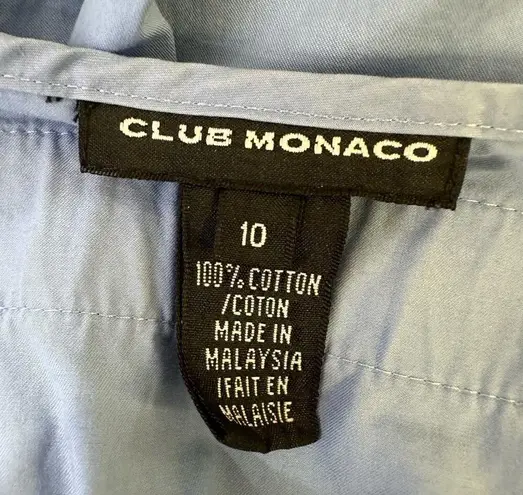 CLUB MONACO
10
100% COTTON
/COTON
MADE IN
MALAYSIA
/FAIT EN
MALAISIE